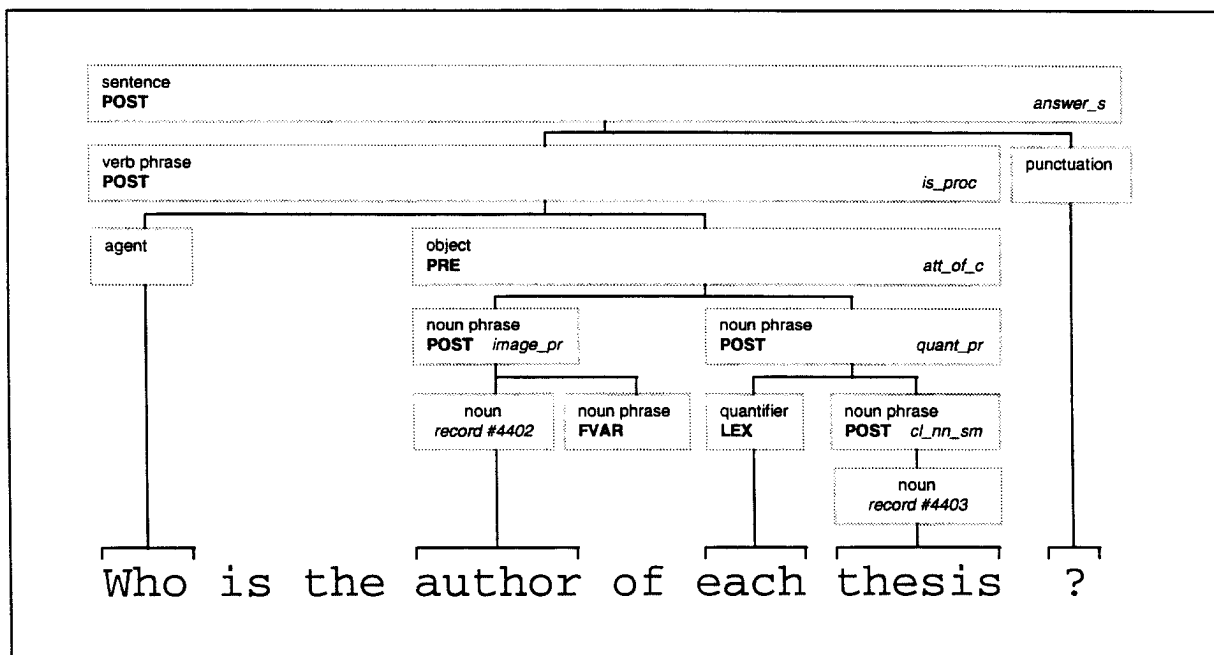 sentence
POST answer_s
verb phrase punctuation
POST is_proc
agent object
PRE att_of_c
noun phrase noun phrase
POST image_pr POST quant_pr
noun noun phrase quantifier noun phrase
record #4402 FVAR LEX POST cl_nn_sm
noun
record #4403
Who is the author of each thesis ?